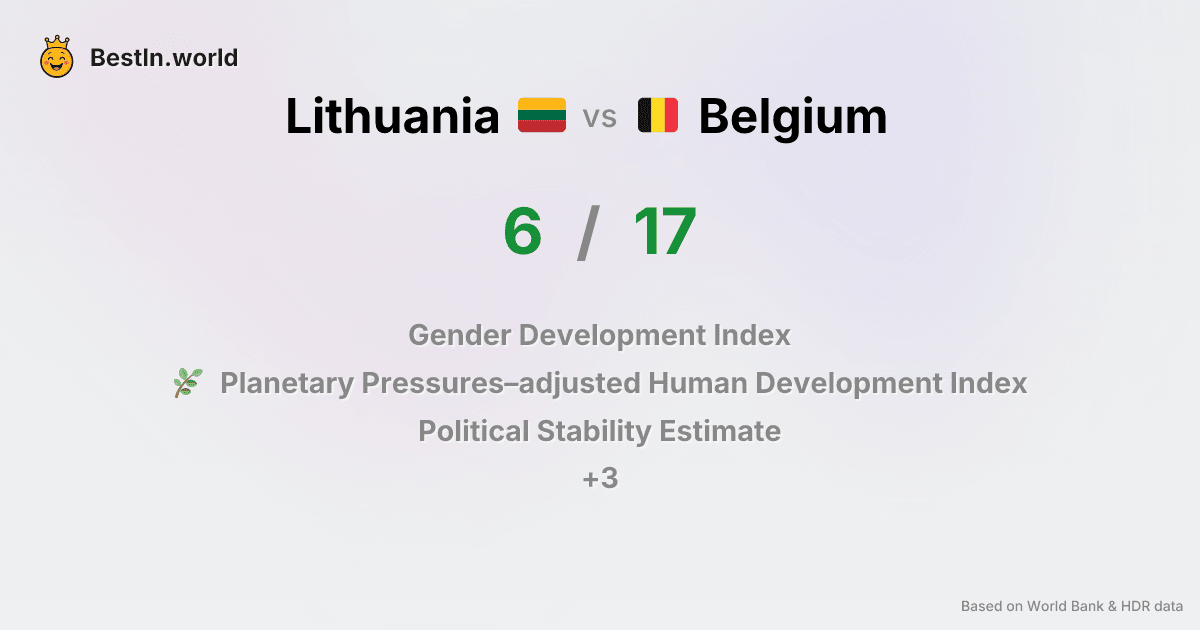 BestIn.world
Lithuania vs Belgium
6 / 17
Gender Development Index
Planetary Pressures–adjusted Human Development Index
Political Stability Estimate
+3
Based on World Bank & HDR data